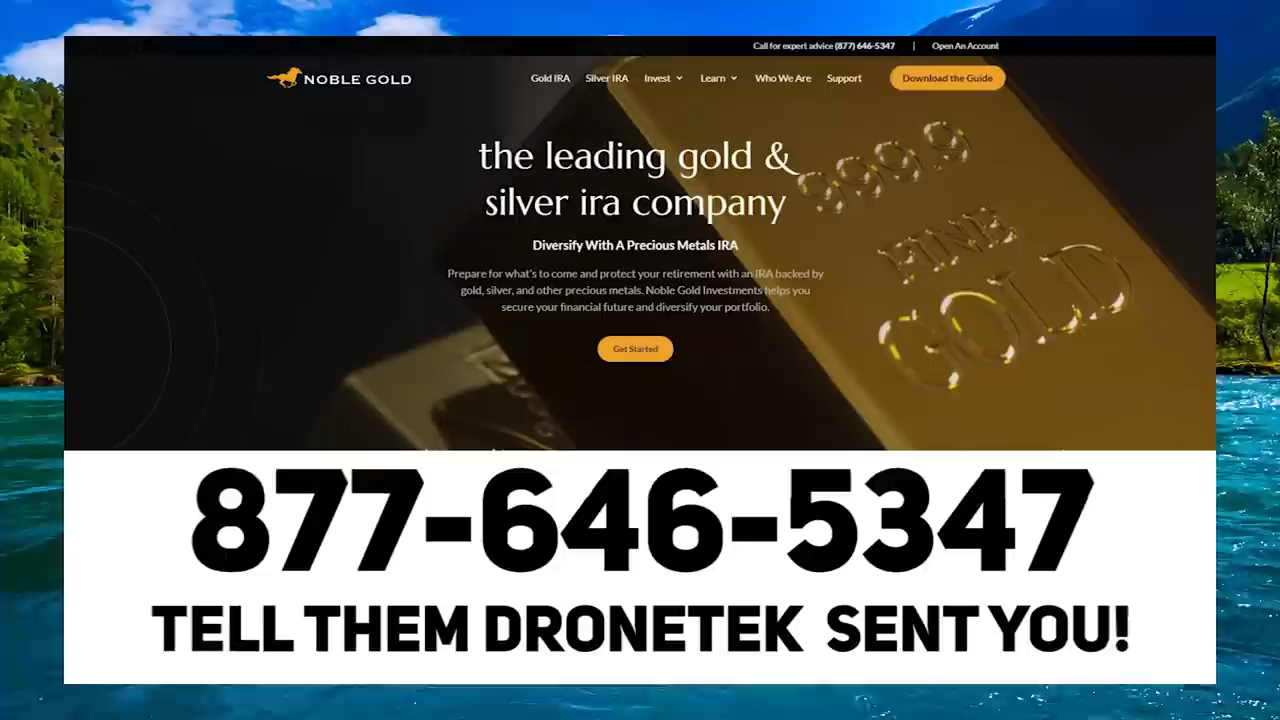 Call for expert advice (877) 646-5347 | Open An Account
NOBLE GOLD Gold IRA Silver IRA Invest Learn Who We Are Support Download the Guide
999.9
the leading gold &
silver ira company
FINE
GOLD
Diversify With A Precious Metals IRA
Prepare for what's to come and protect your retirement with an IRA backed by
gold, silver, and other precious metals. Noble Gold Investments helps you
secure your financial future and diversify your portfolio.
Get Started
877-646-5347
TELL THEM DRONETEK SENT YOU!